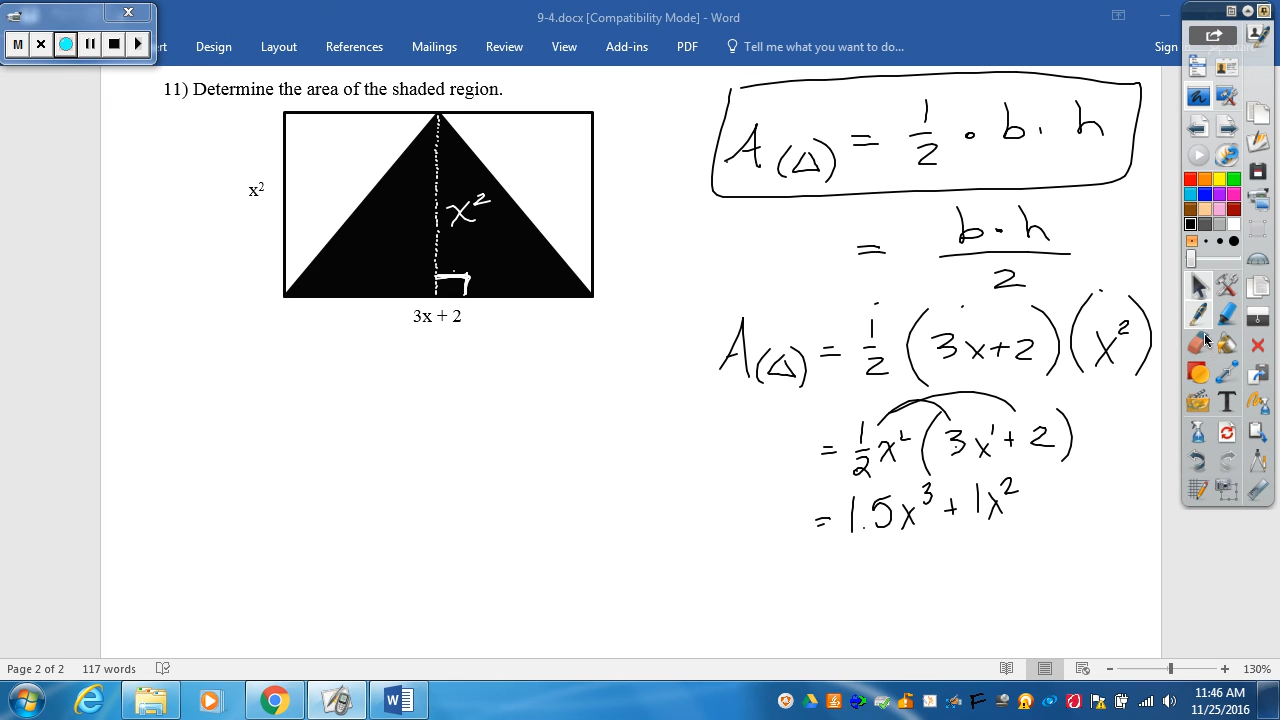 9-4.docx [Compatibility Mode] - Word
M
ert Design Layout References Mailings Review View Add-ins PDF Tell me what you want to do... Sign
11) Determine the area of the shaded region.
x²
x²
3x + 2
A(△) = 1/2 · b · h
= b · h / 2
A(△) = 1/2 (3x+2)(x²)
= 1/2 x² (3x¹ + 2)
= 1.5x³ + 1x²
T
Page 2 of 2 117 words 130%
W F 11:46 AM
11/25/2016